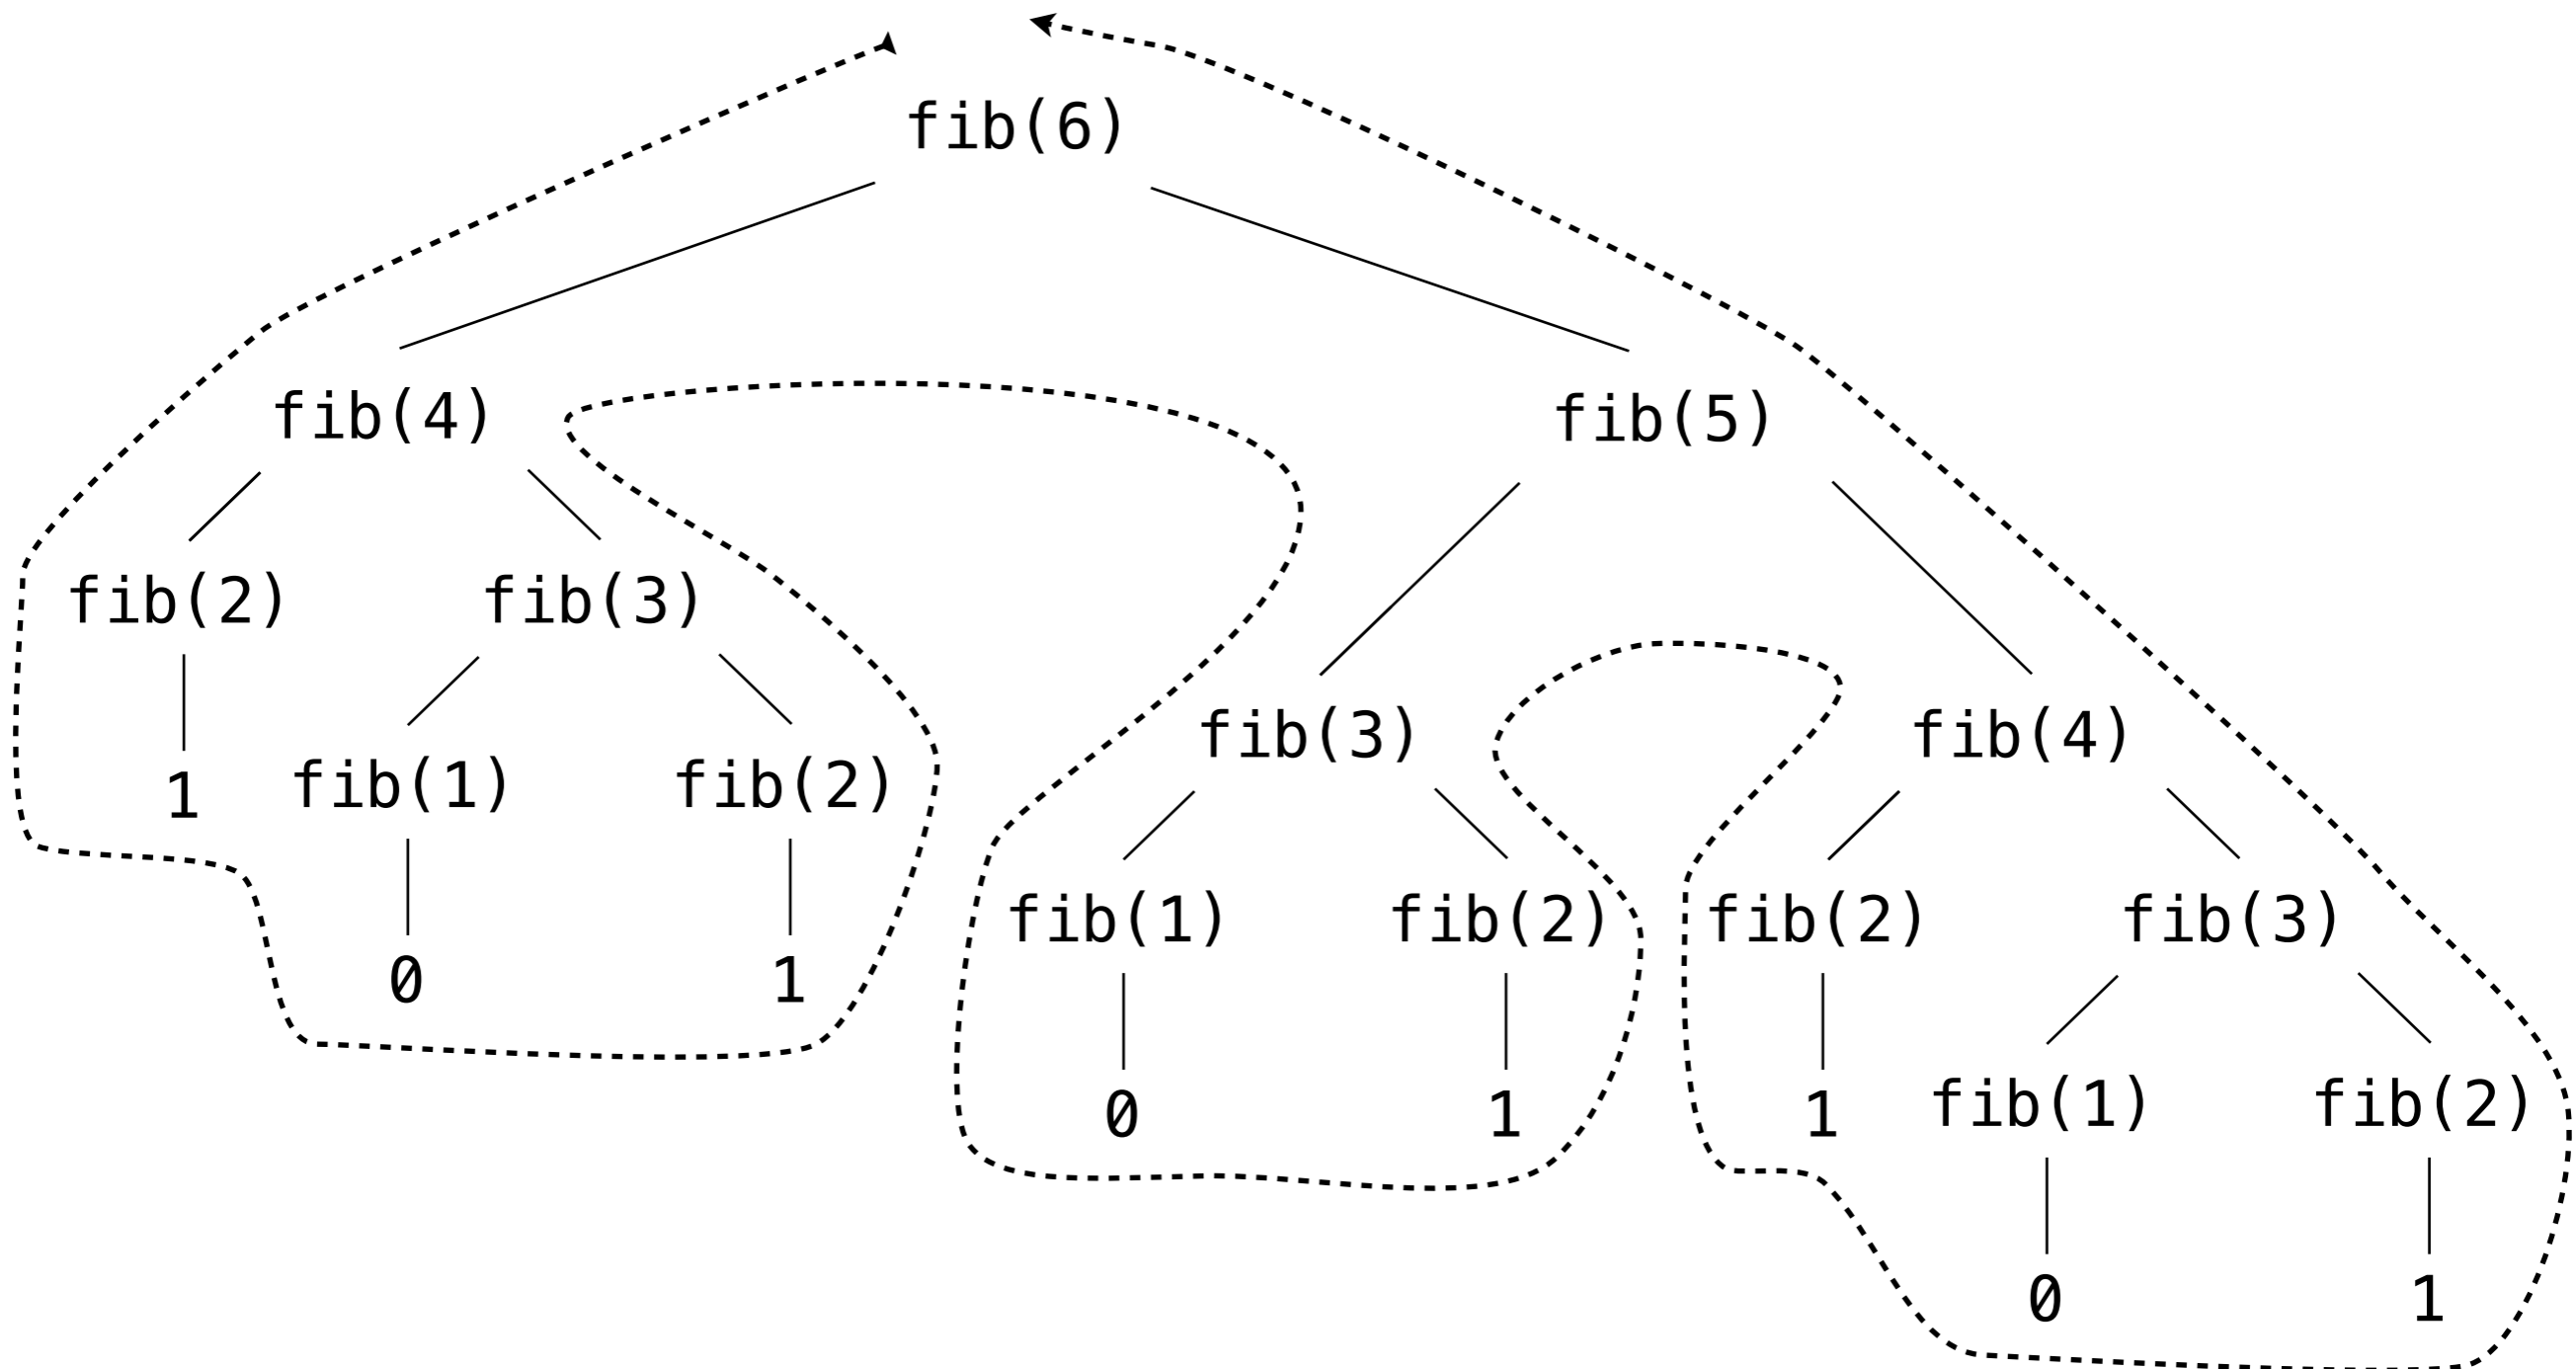 fib(6)
fib(4) fib(5)
fib(2) fib(3)
fib(3) fib(4)
1 fib(1) fib(2)
fib(1) fib(2) fib(2) fib(3)
0 1
0 1 1 fib(1) fib(2)
0 1